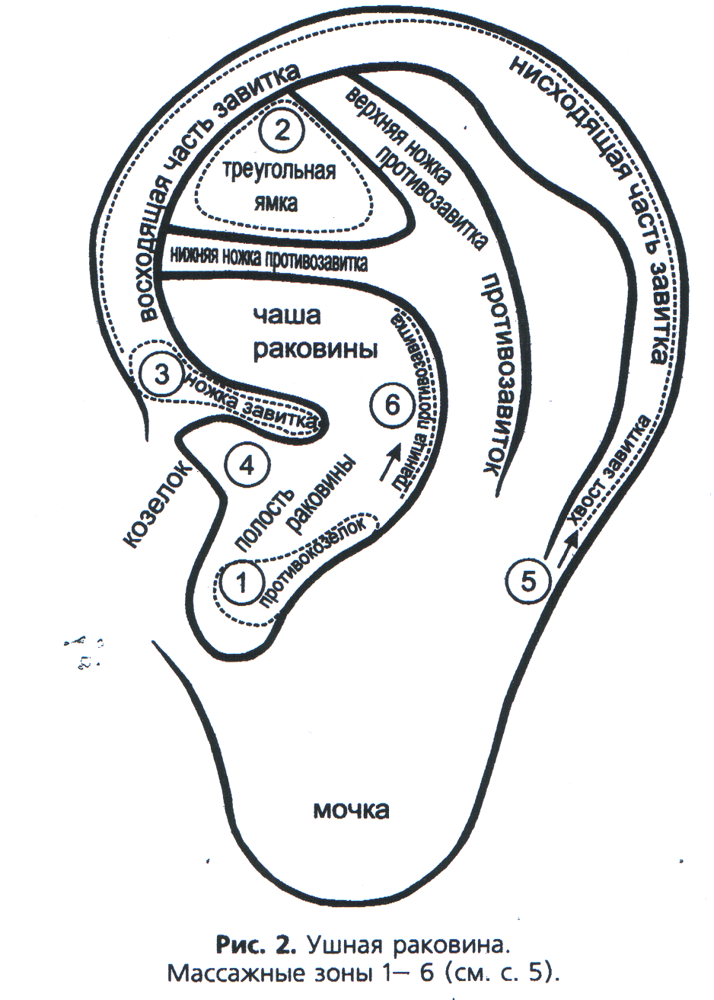 нисходящая часть завитка
восходящая часть завитка
верхняя ножка
противозавитка
2
треугольная
ямка
нижняя ножка противозавитка
противозавиток
чаша
раковины
граница противозавитка
3
ножка завитка
6
4
козелок
полость
раковины
хвост завитка
1
противокозелок
5
мочка
Рис. 2. Ушная раковина.
Массажные зоны 1– 6 (см. с. 5).